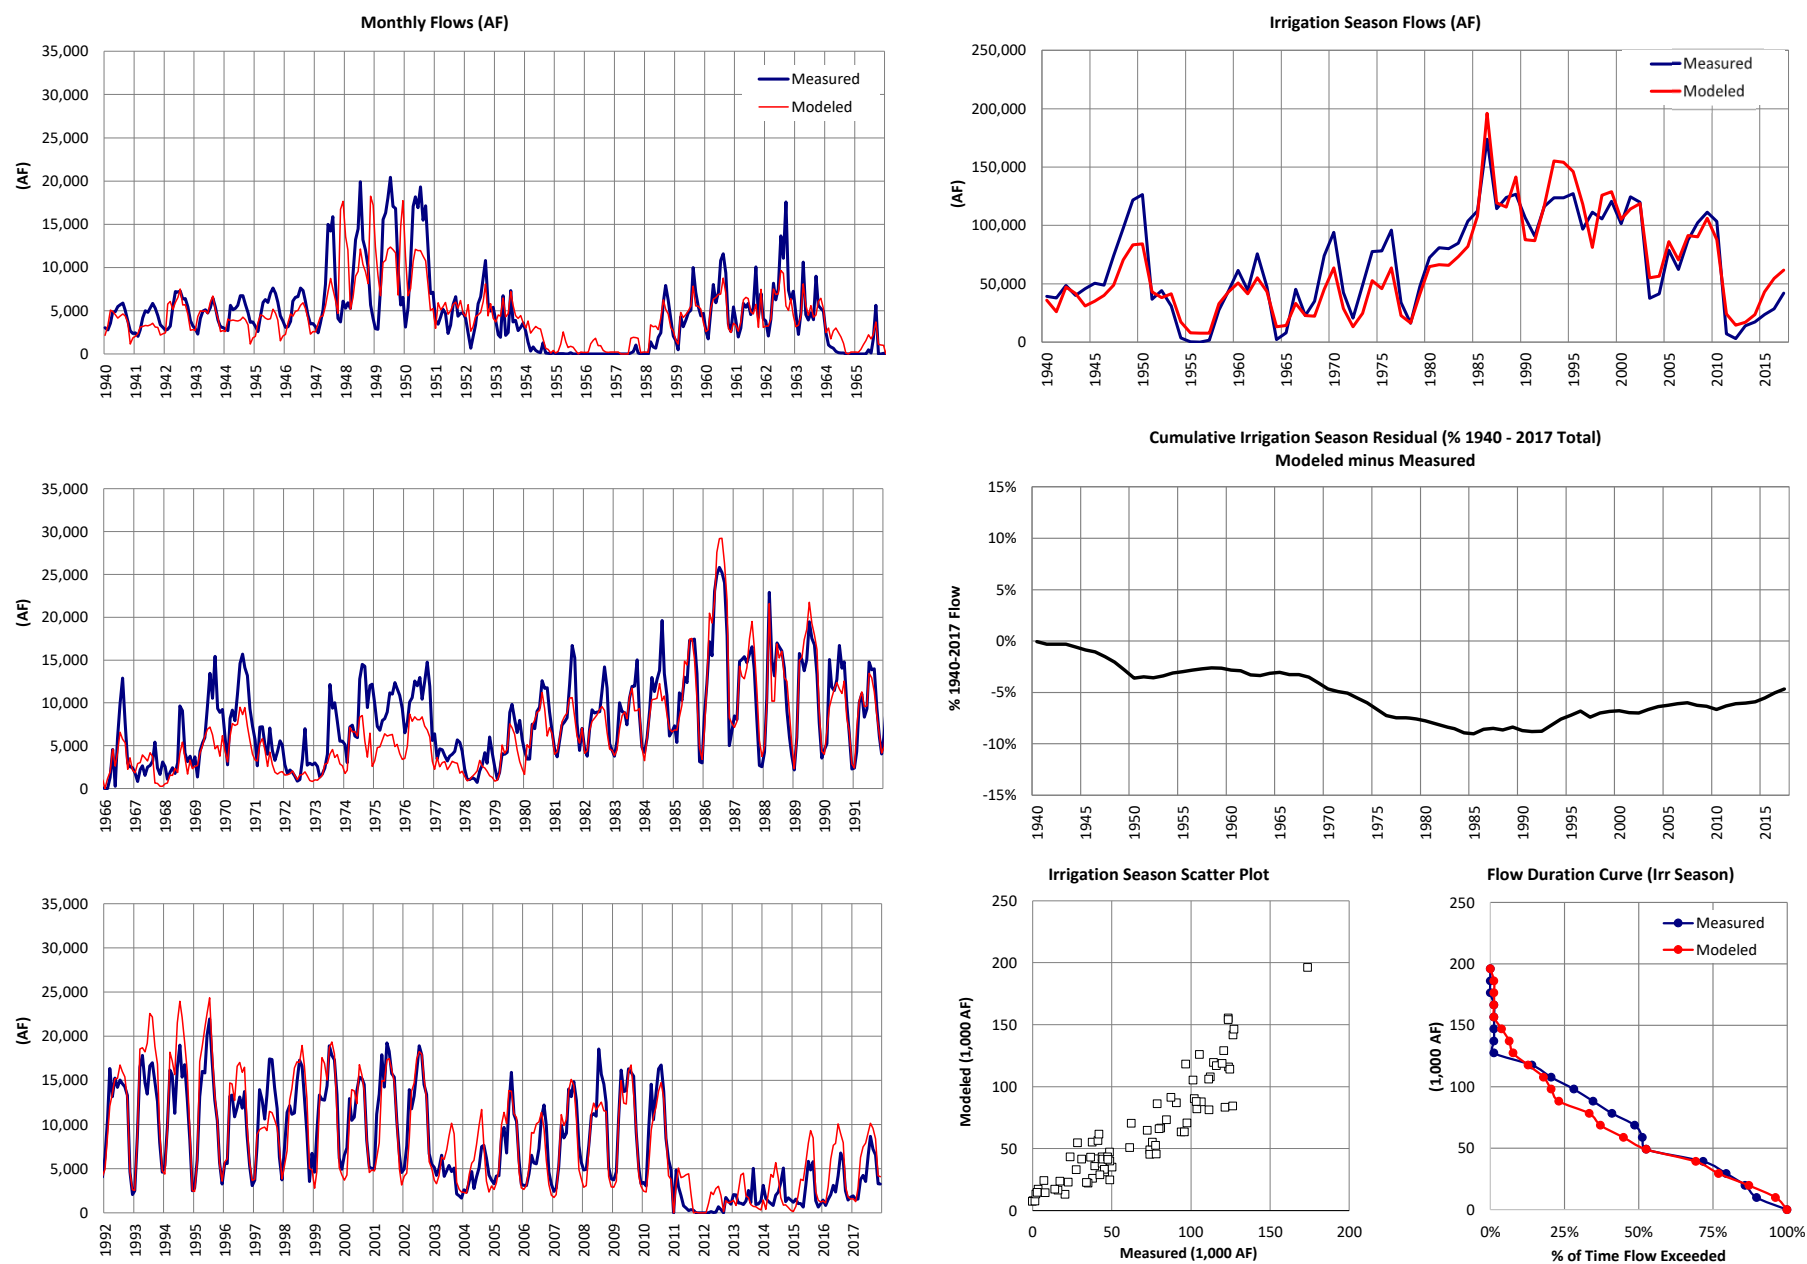 Monthly Flows (AF)
35,000
30,000
25,000
20,000
15,000
10,000
5,000
0
(AF)
Measured
Modeled
1940 1941 1942 1943 1944 1945 1946 1947 1948 1949 1950 1951 1952 1953 1954 1955 1956 1957 1958 1959 1960 1961 1962 1963 1964 1965
35,000
30,000
25,000
20,000
15,000
10,000
5,000
0
(AF)
1966 1967 1968 1969 1970 1971 1972 1973 1974 1975 1976 1977 1978 1979 1980 1981 1982 1983 1984 1985 1986 1987 1988 1989 1990 1991
35,000
30,000
25,000
20,000
15,000
10,000
5,000
0
(AF)
1992 1993 1994 1995 1996 1997 1998 1999 2000 2001 2002 2003 2004 2005 2006 2007 2008 2009 2010 2011 2012 2013 2014 2015 2016 2017
Irrigation Season Flows (AF)
250,000
200,000
150,000
100,000
50,000
0
(AF)
Measured
Modeled
1940 1945 1950 1955 1960 1965 1970 1975 1980 1985 1990 1995 2000 2005 2010 2015
Cumulative Irrigation Season Residual (% 1940 - 2017 Total)
Modeled minus Measured
15%
10%
5%
0%
-5%
-10%
-15%
% 1940-2017 Flow
1940 1945 1950 1955 1960 1965 1970 1975 1980 1985 1990 1995 2000 2005 2010 2015
Irrigation Season Scatter Plot
250
200
150
100
50
0
Modeled (1,000 AF)
0 50 100 150 200
Measured (1,000 AF)
Flow Duration Curve (Irr Season)
250
200
150
100
50
0
(1,000 AF)
Measured
Modeled
0% 25% 50% 75% 100%
% of Time Flow Exceeded